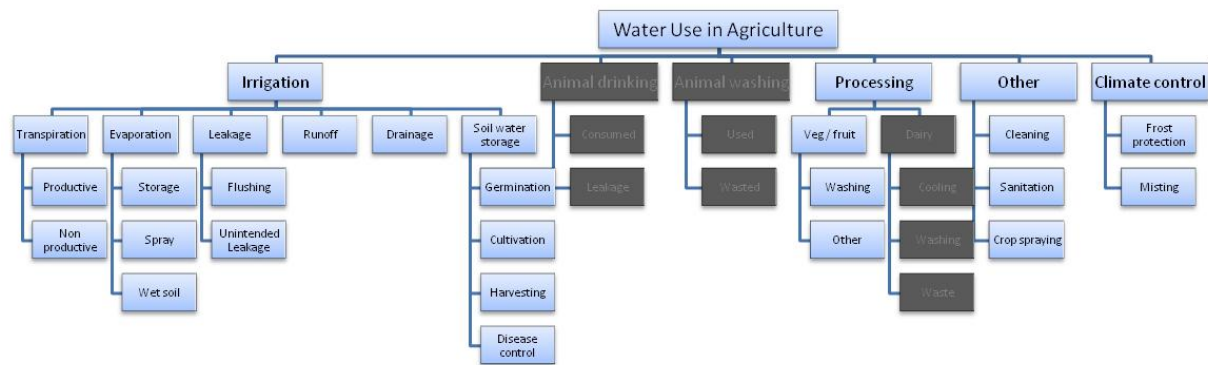 Water Use in Agriculture
Irrigation
Animal drinking
Animal washing
Processing
Other
Climate control
Transpiration
Evaporation
Leakage
Runoff
Drainage
Soil water
storage
Consumed
Used
Veg / fruit
Dairy
Cleaning
Frost
protection
Productive
Storage
Flushing
Germination
Leakage
Wasted
Washing
Cooling
Sanitation
Misting
Non
productive
Spray
Unintended
Leakage
Cultivation
Other
Washing
Crop spraying
Wet soil
Harvesting
Waste
Disease
control